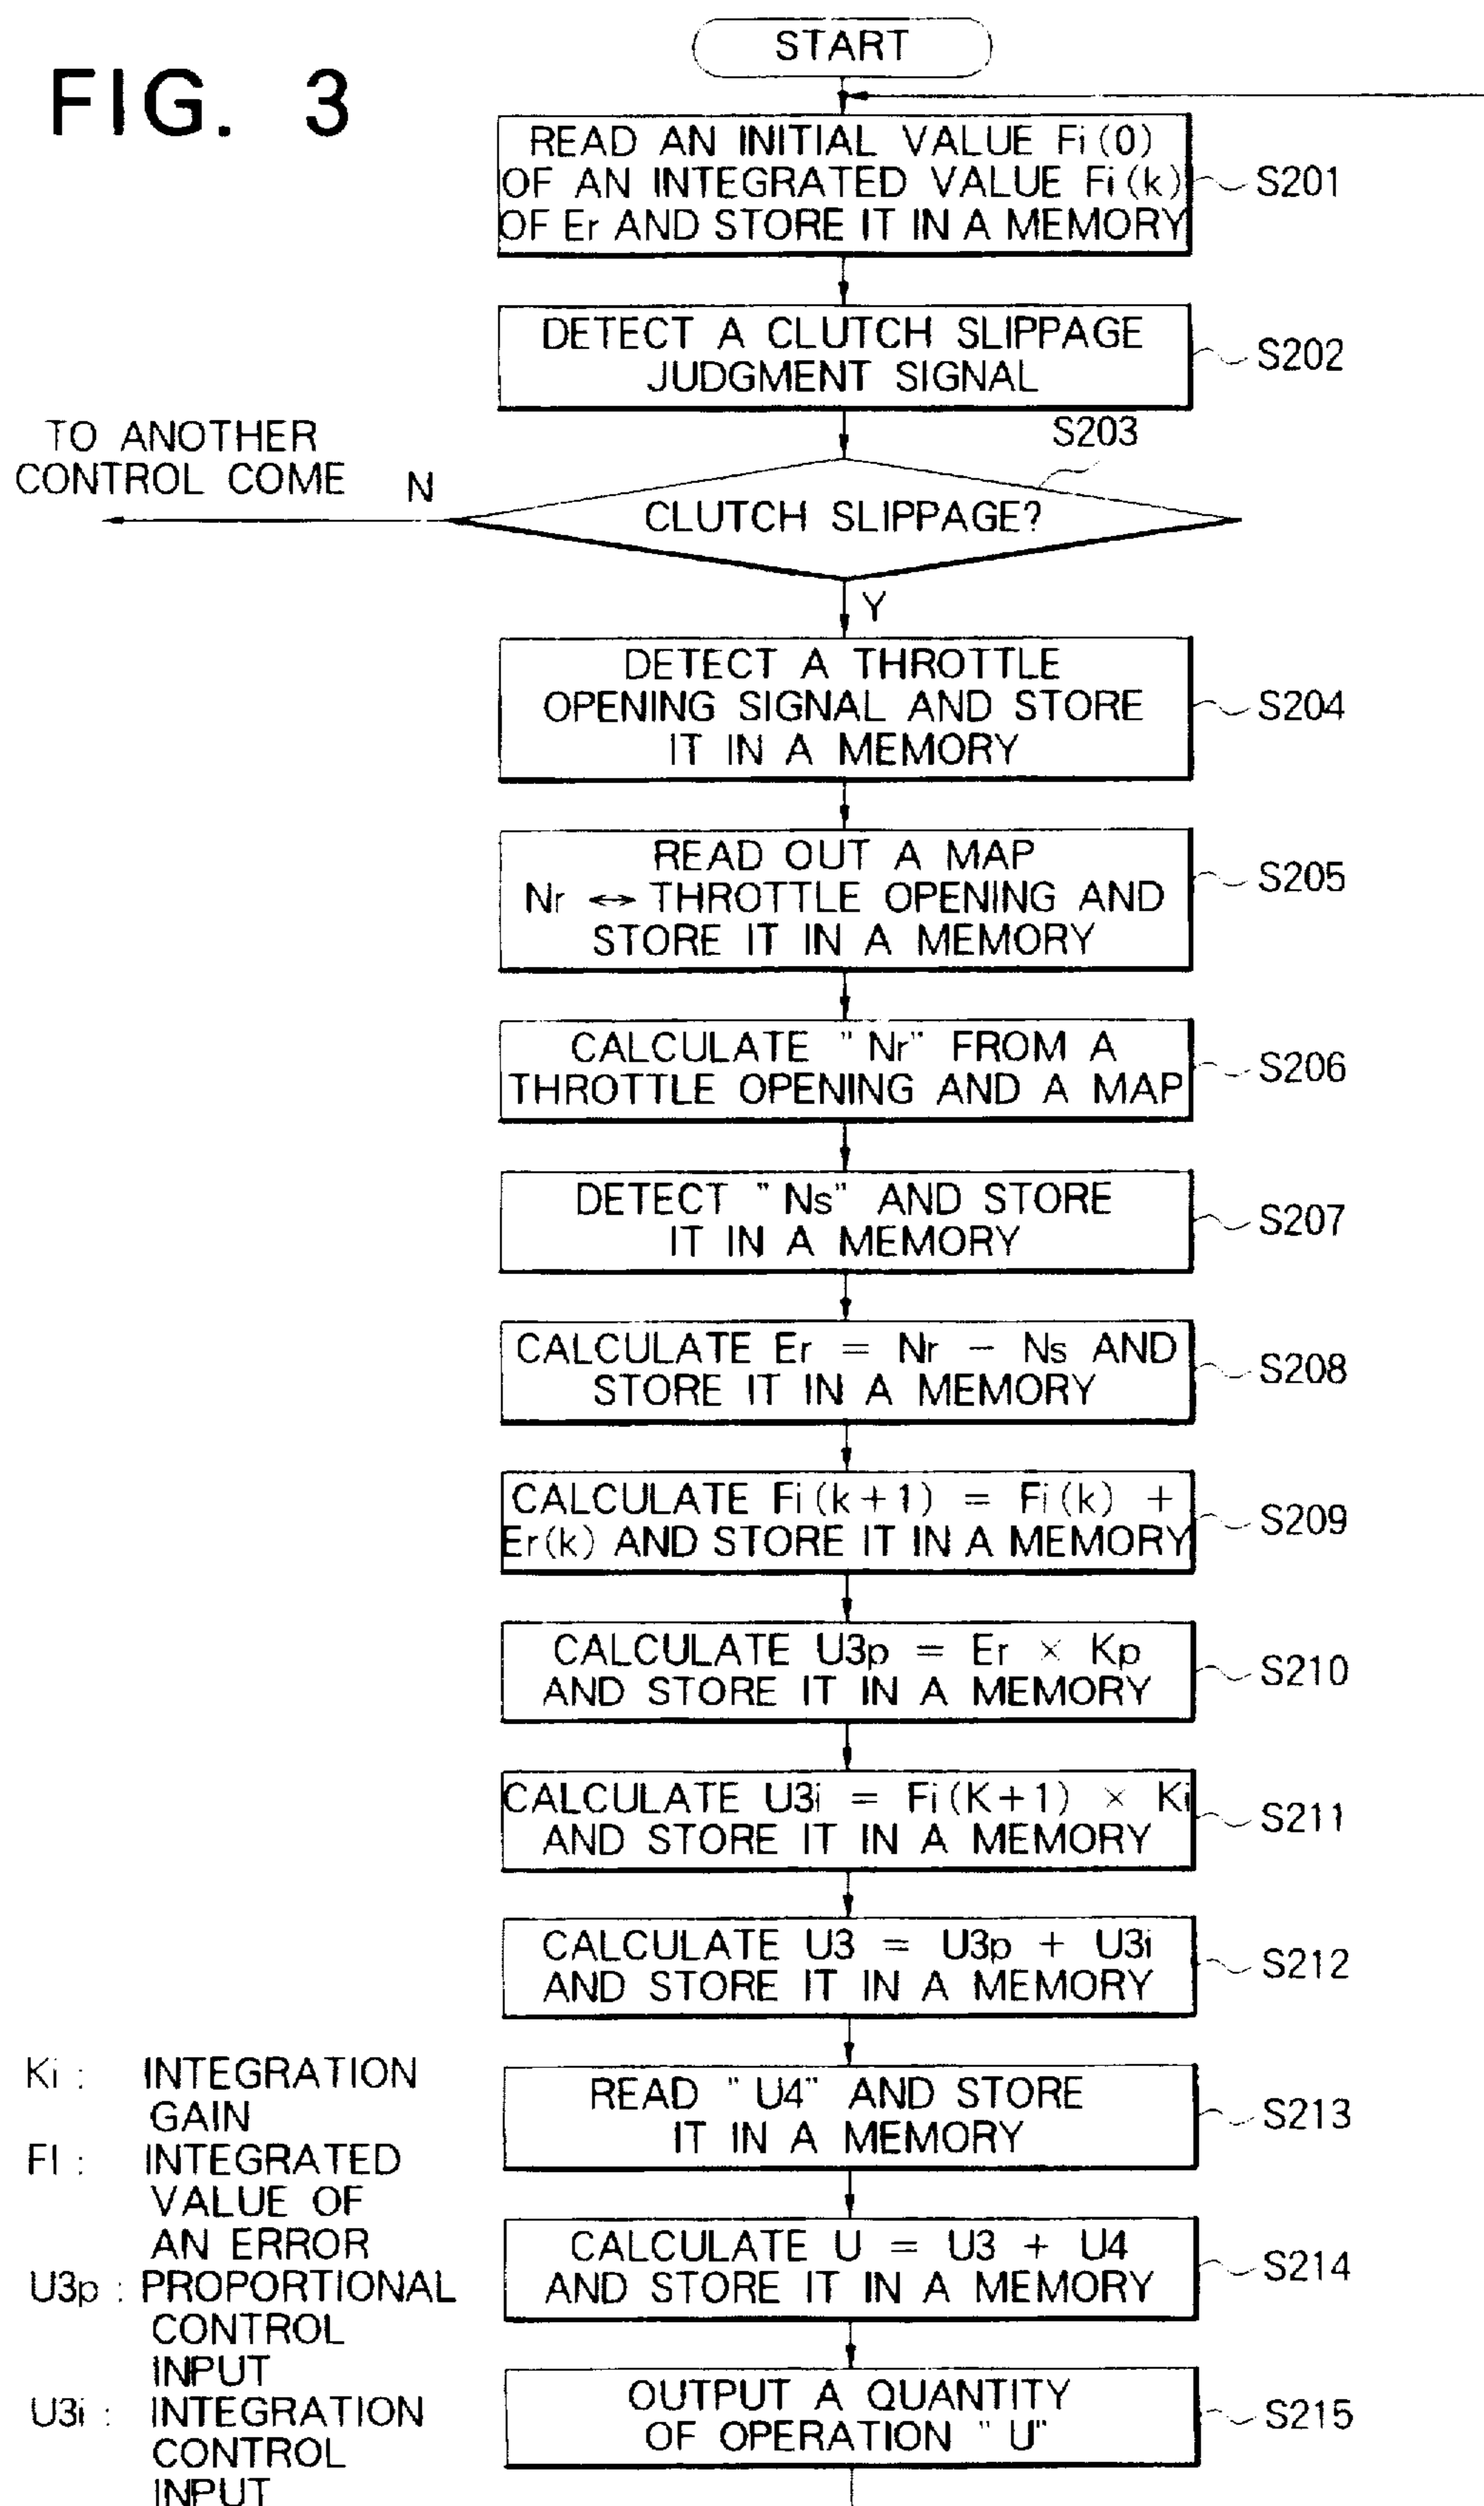 FIG. 3
START
READ AN INITIAL VALUE Fi(0)
OF AN INTEGRATED VALUE Fi(k)
OF Er AND STORE IT IN A MEMORY
S201
DETECT A CLUTCH SLIPPAGE
JUDGMENT SIGNAL
S202
TO ANOTHER
CONTROL COME
N
S203
CLUTCH SLIPPAGE?
Y
DETECT A THROTTLE
OPENING SIGNAL AND STORE
IT IN A MEMORY
S204
READ OUT A MAP
Nr ↔ THROTTLE OPENING AND
STORE IT IN A MEMORY
S205
CALCULATE "Nr" FROM A
THROTTLE OPENING AND A MAP
S206
DETECT "Ns" AND STORE
IT IN A MEMORY
S207
CALCULATE Er = Nr − Ns AND
STORE IT IN A MEMORY
S208
CALCULATE Fi(k+1) = Fi(k) +
Er(k) AND STORE IT IN A MEMORY
S209
CALCULATE U3p = Er × Kp
AND STORE IT IN A MEMORY
S210
CALCULATE U3i = Fi(K+1) × Ki
AND STORE IT IN A MEMORY
S211
CALCULATE U3 = U3p + U3i
AND STORE IT IN A MEMORY
S212
READ "U4" AND STORE
IT IN A MEMORY
S213
CALCULATE U = U3 + U4
AND STORE IT IN A MEMORY
S214
OUTPUT A QUANTITY
OF OPERATION "U"
S215
Ki : INTEGRATION
GAIN
FI : INTEGRATED
VALUE OF
AN ERROR
U3p : PROPORTIONAL
CONTROL
INPUT
U3i : INTEGRATION
CONTROL
INPUT